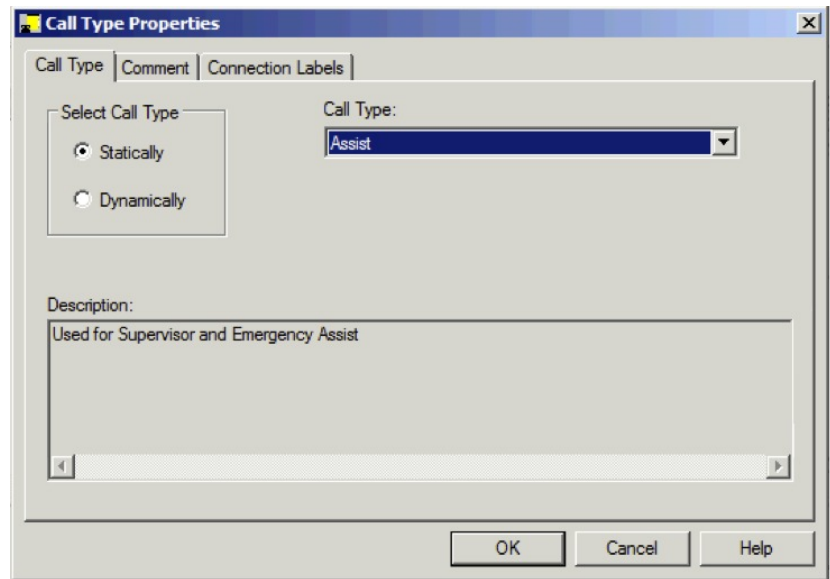 Call Type Properties
Call Type Comment Connection Labels
Select Call Type
Statically
Dynamically
Call Type:
Assist
Description:
Used for Supervisor and Emergency Assist
OK Cancel Help